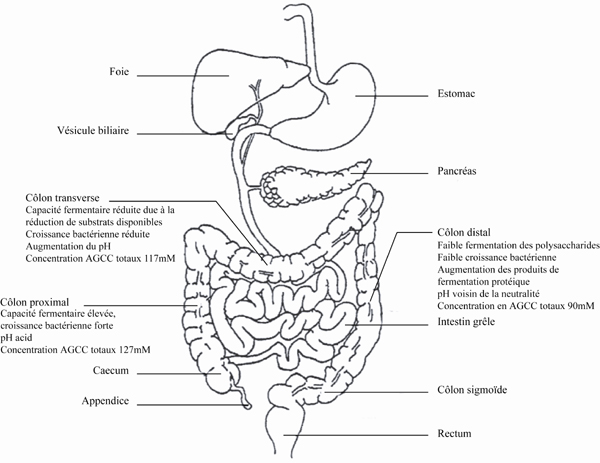 Foie
Vésicule biliaire
Côlon transverse
Capacité fermentaire réduite due à la
réduction de substrats disponibles
Croissance bactérienne réduite
Augmentation du pH
Concentration AGCC totaux 117mM
Côlon proximal
Capacité fermentaire élevée,
croissance bactérienne forte
pH acid
Concentration AGCC totaux 127mM
Caecum
Appendice
Estomac
Pancréas
Côlon distal
Faible fermentation des polysaccharides
Faible croissance bactérienne
Augmentation des produits de
fermentation protéique
pH voisin de la neutralité
Concentration en AGCC totaux 90mM
Intestin grêle
Côlon sigmoïde
Rectum